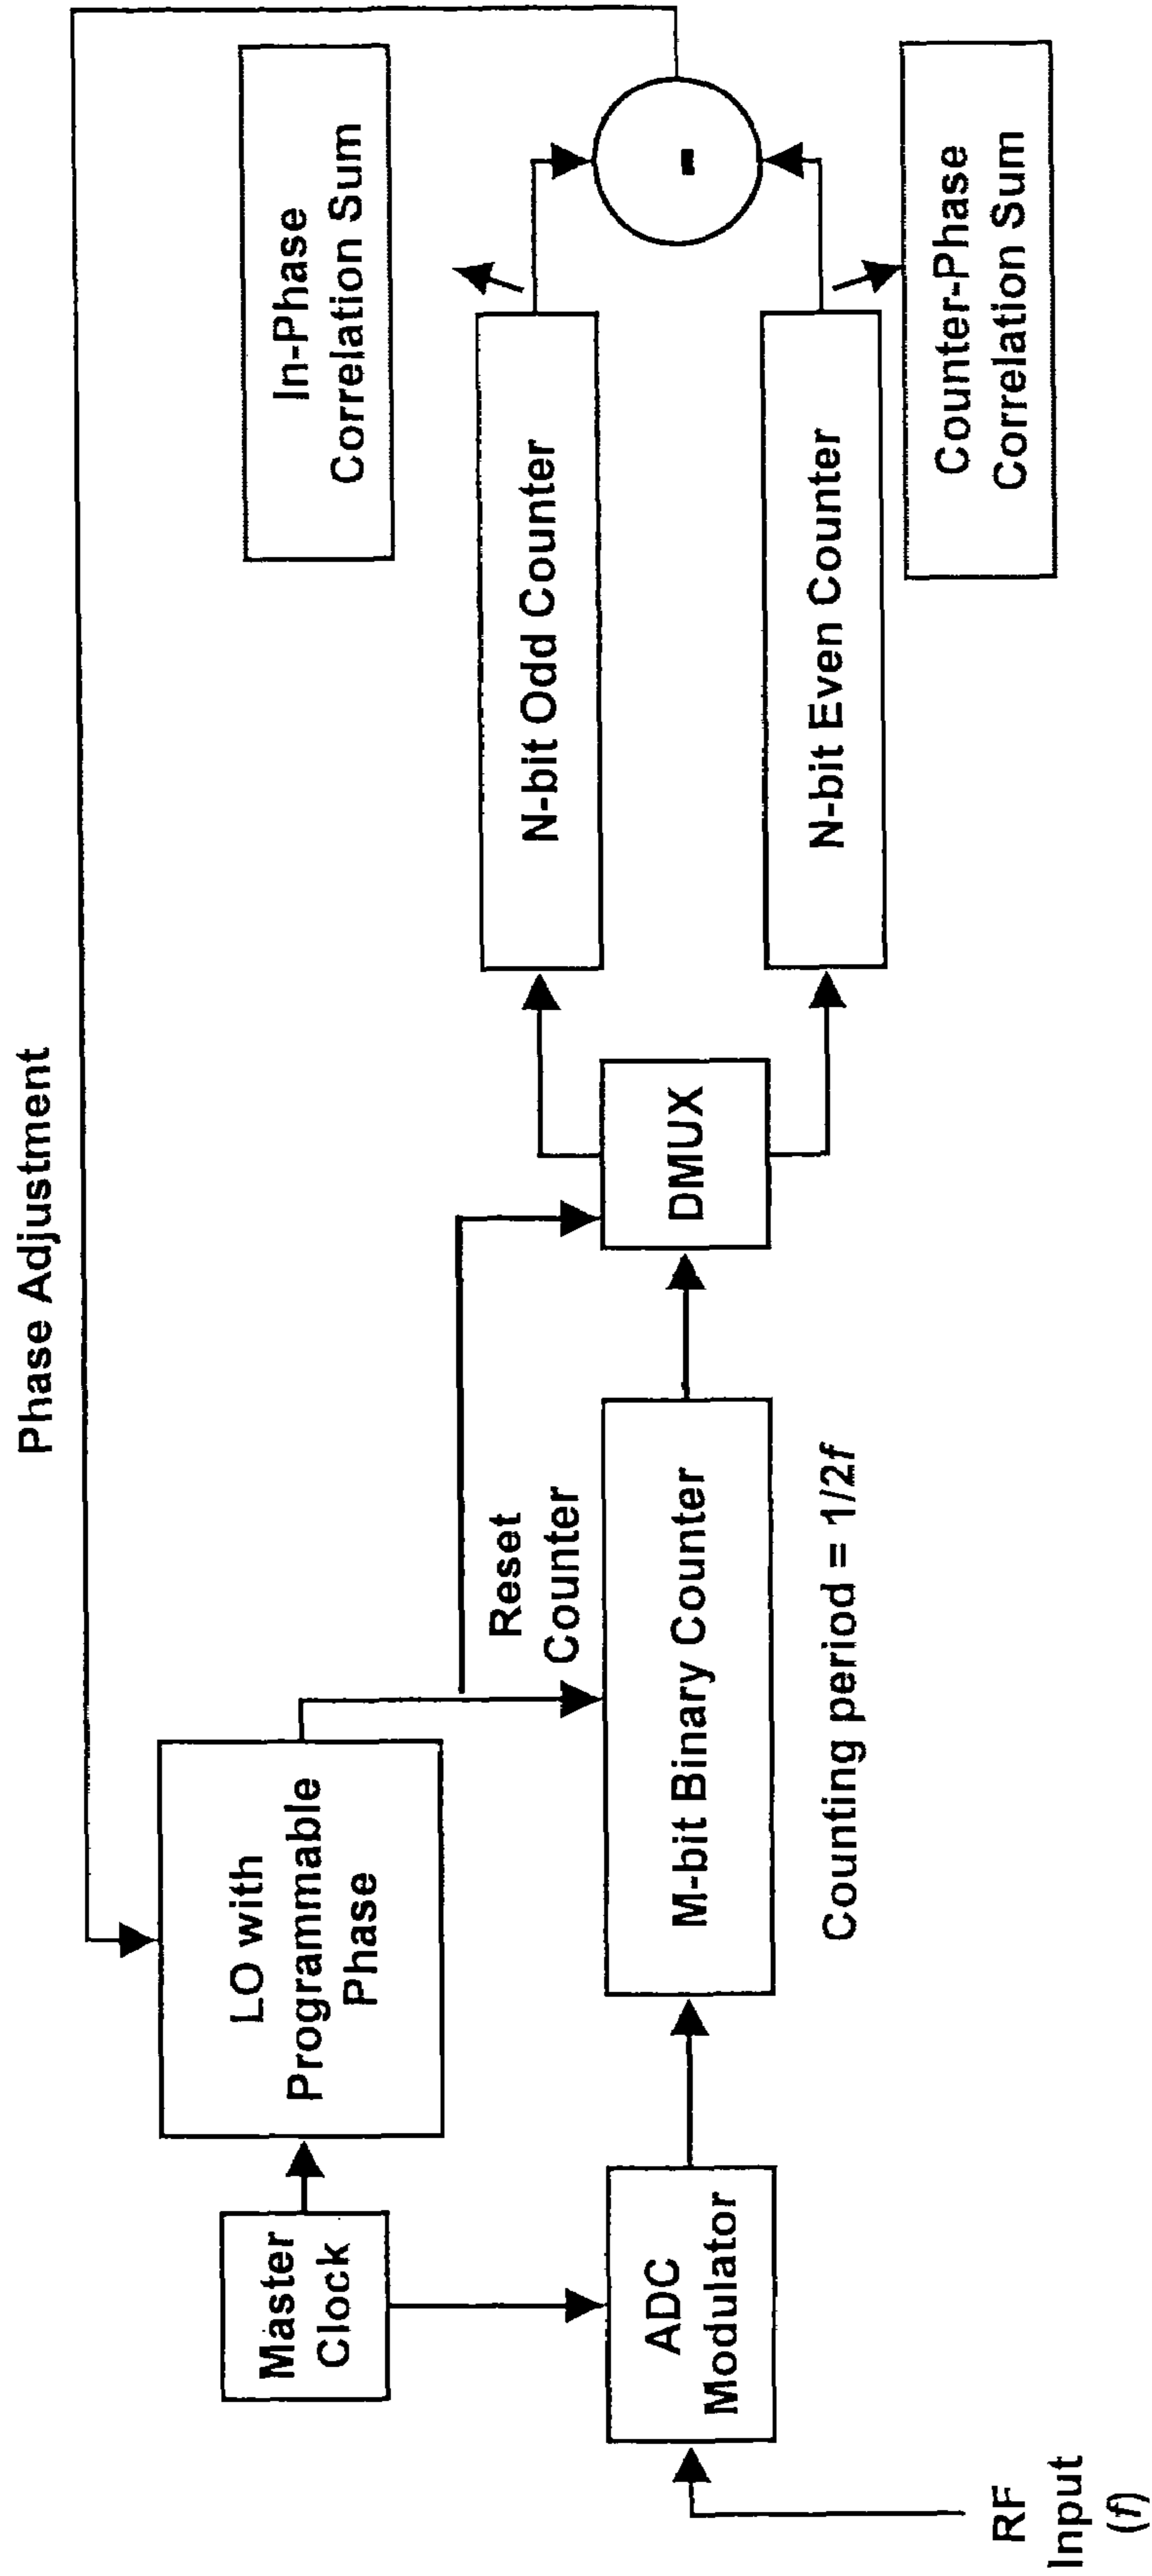 Phase Adjustment
Master
Clock
LO with
Programmable
Phase
Reset
Counter
In-Phase
Correlation Sum
RF
Input
(f)
ADC
Modulator
M-bit Binary Counter
Counting period = 1/2f
DMUX
N-bit Odd Counter
N-bit Even Counter
-
Counter-Phase
Correlation Sum